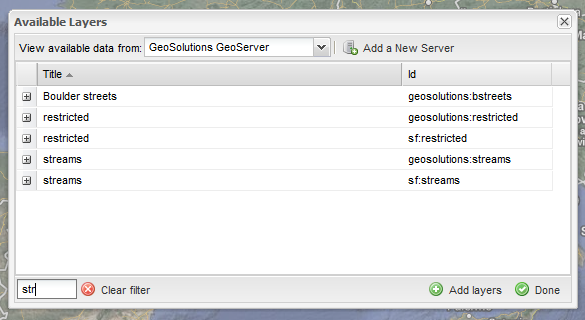 Available Layers
View available data from: GeoSolutions GeoServer Add a New Server
Title Id
Boulder streets geosolutions:bstreets
restricted geosolutions:restricted
restricted sf:restricted
streams geosolutions:streams
streams sf:streams
str Clear filter Add layers Done